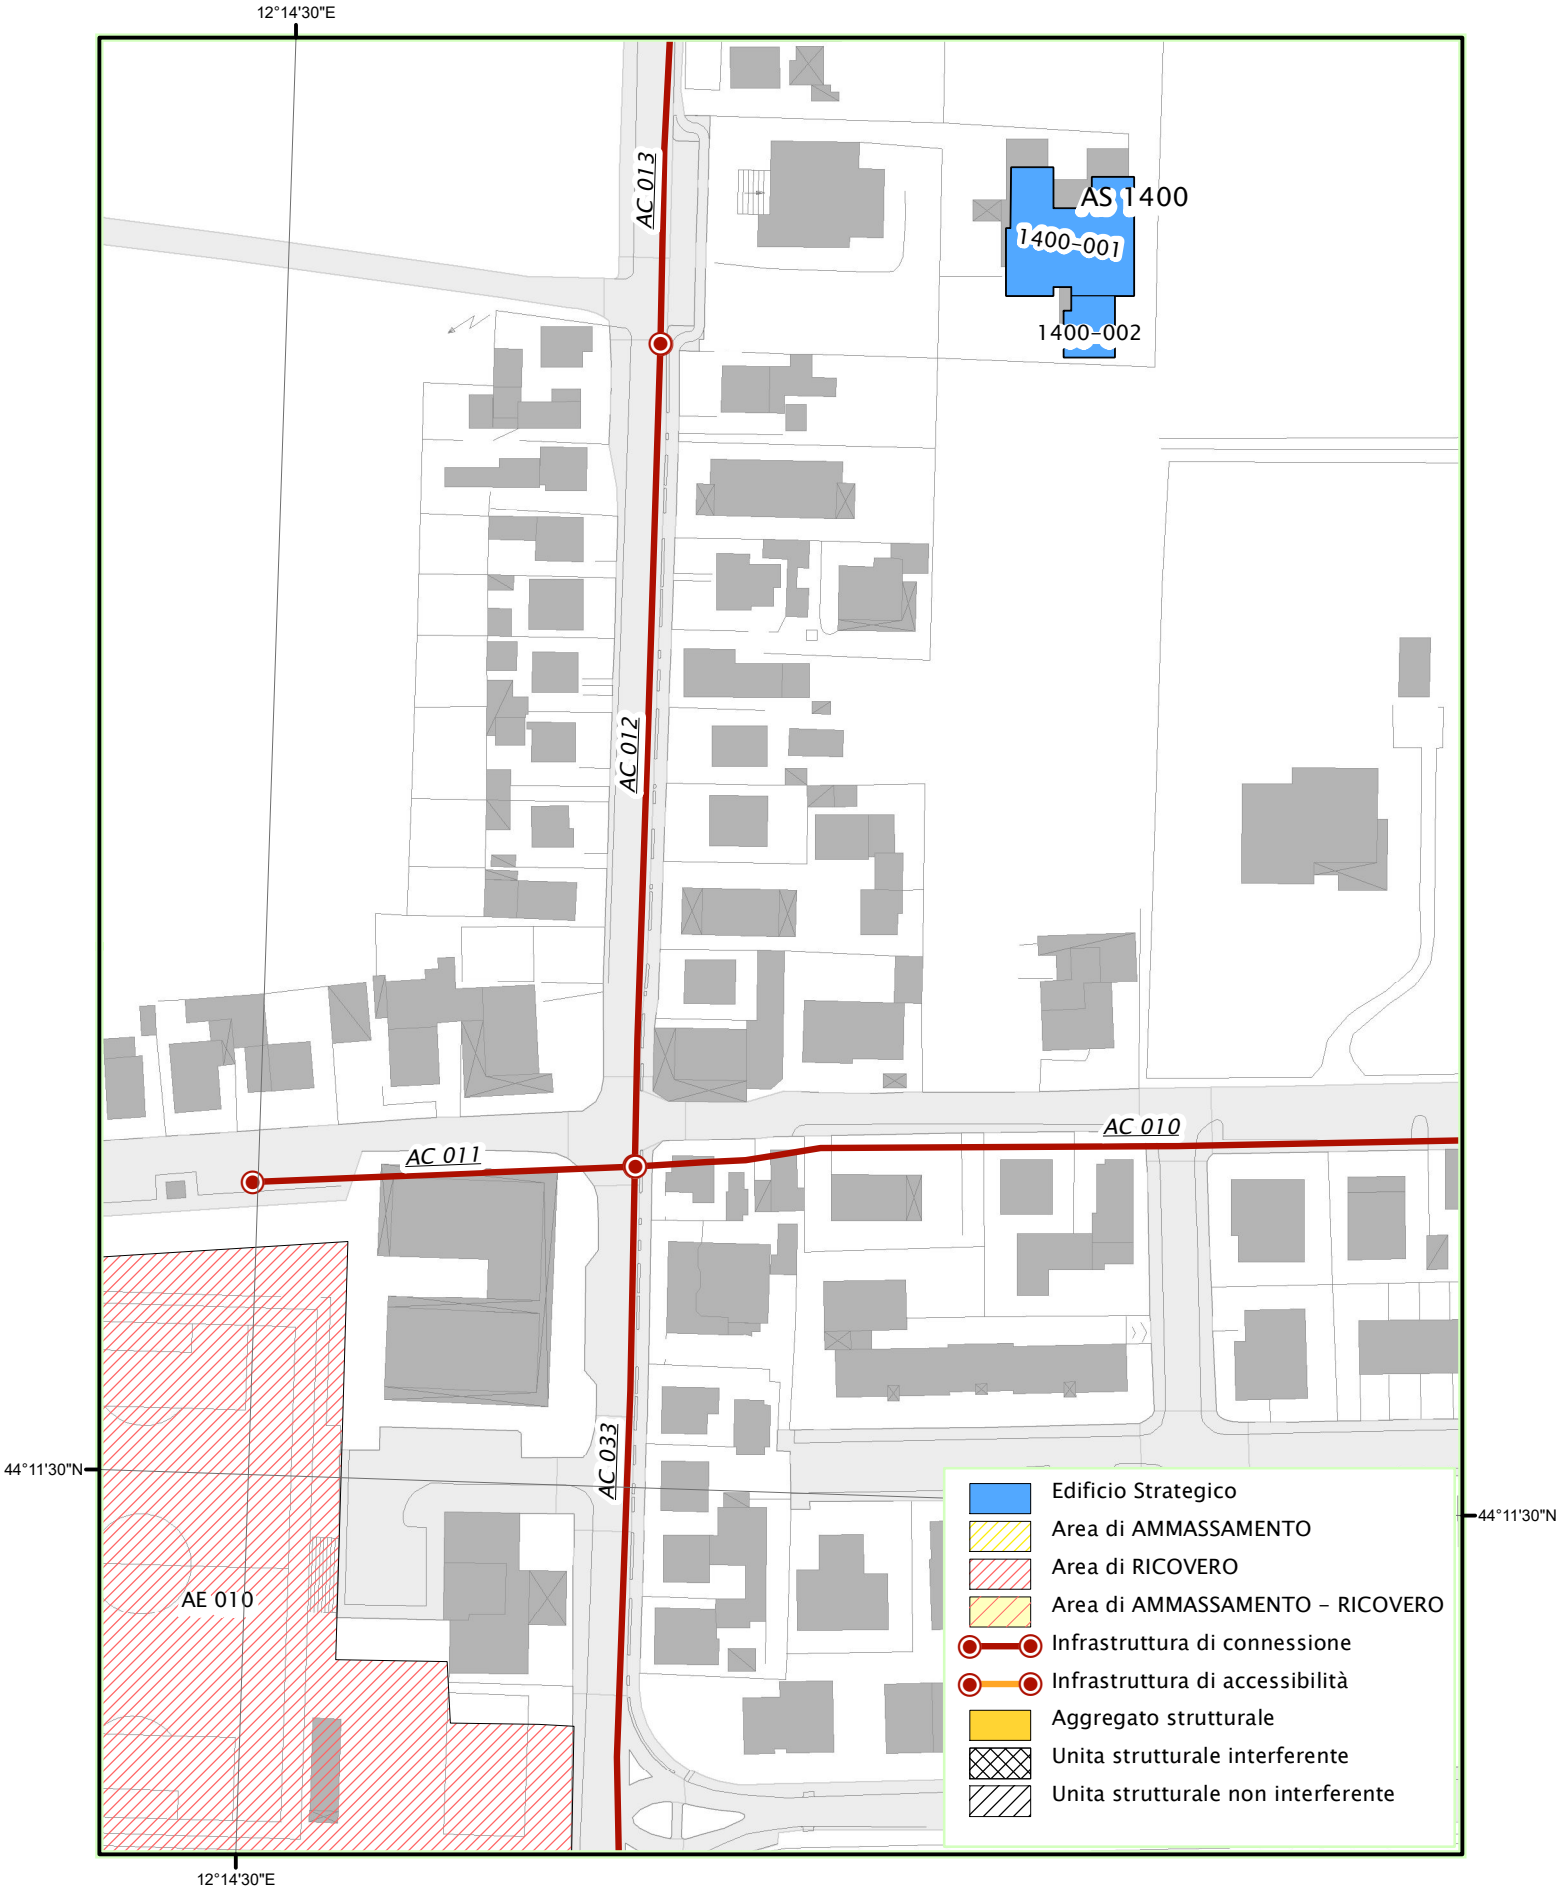 12°14'30"E
AC 013
AS 1400
1400-001
1400-002
AC 012
AC 010
AC 011
AC 033
44°11'30"N
AE 010
Edificio Strategico
Area di AMMASSAMENTO
Area di RICOVERO
Area di AMMASSAMENTO - RICOVERO
Infrastruttura di connessione
Infrastruttura di accessibilità
Aggregato strutturale
Unita strutturale interferente
Unita strutturale non interferente
44°11'30"N
12°14'30"E